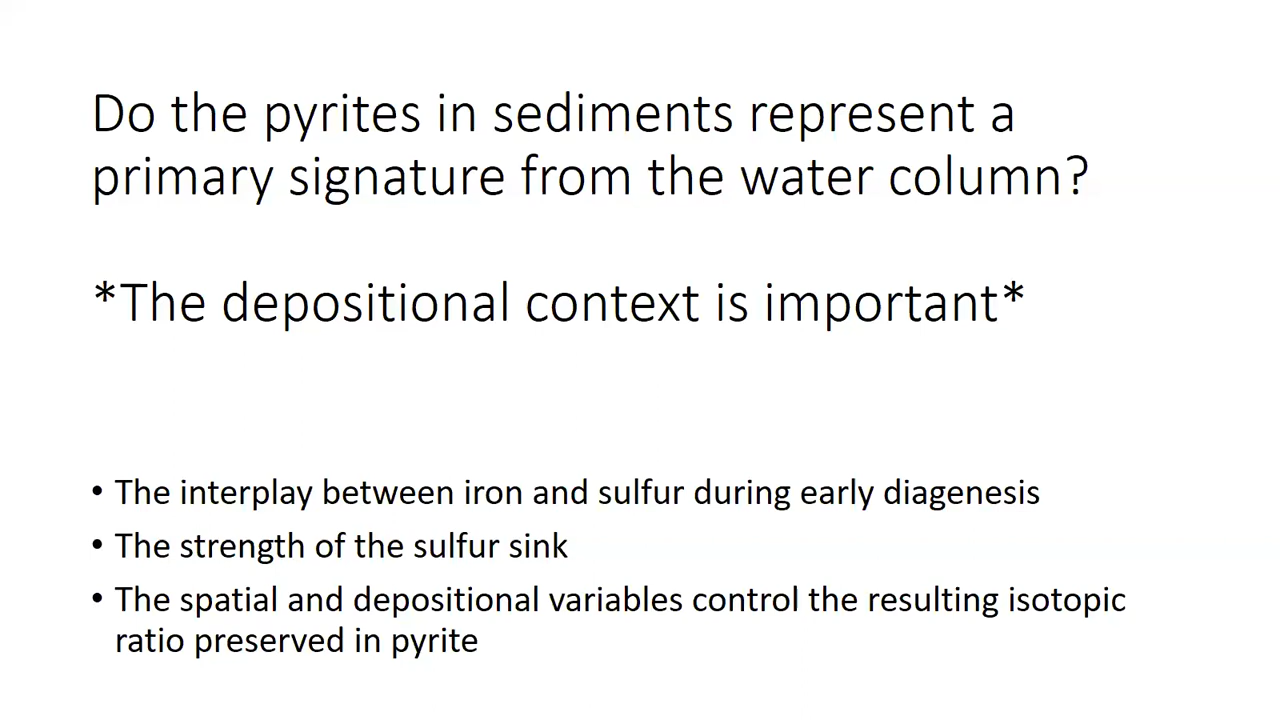 Do the pyrites in sediments represent a
primary signature from the water column?
*The depositional context is important*
• The interplay between iron and sulfur during early diagenesis
• The strength of the sulfur sink
• The spatial and depositional variables control the resulting isotopic
ratio preserved in pyrite